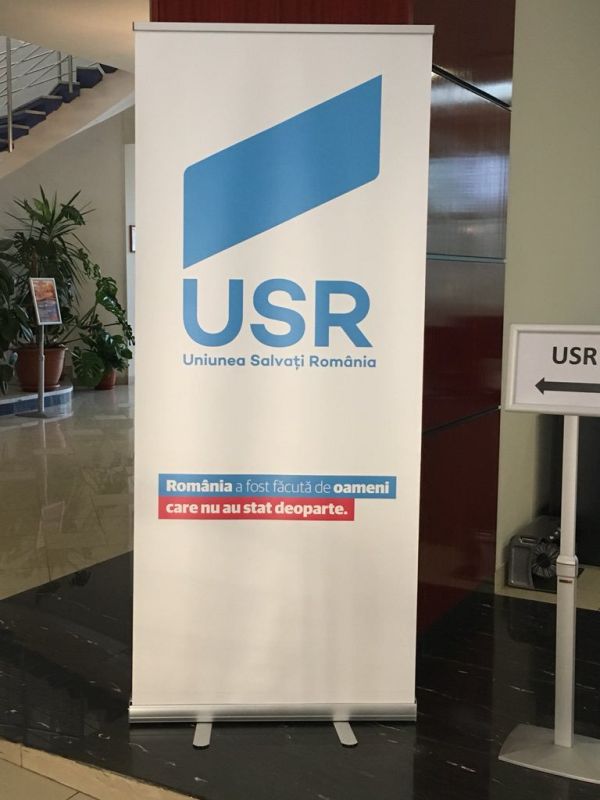 USR
Uniunea Salvați România
România a fost făcută de oameni
care nu au stat deoparte.
USR